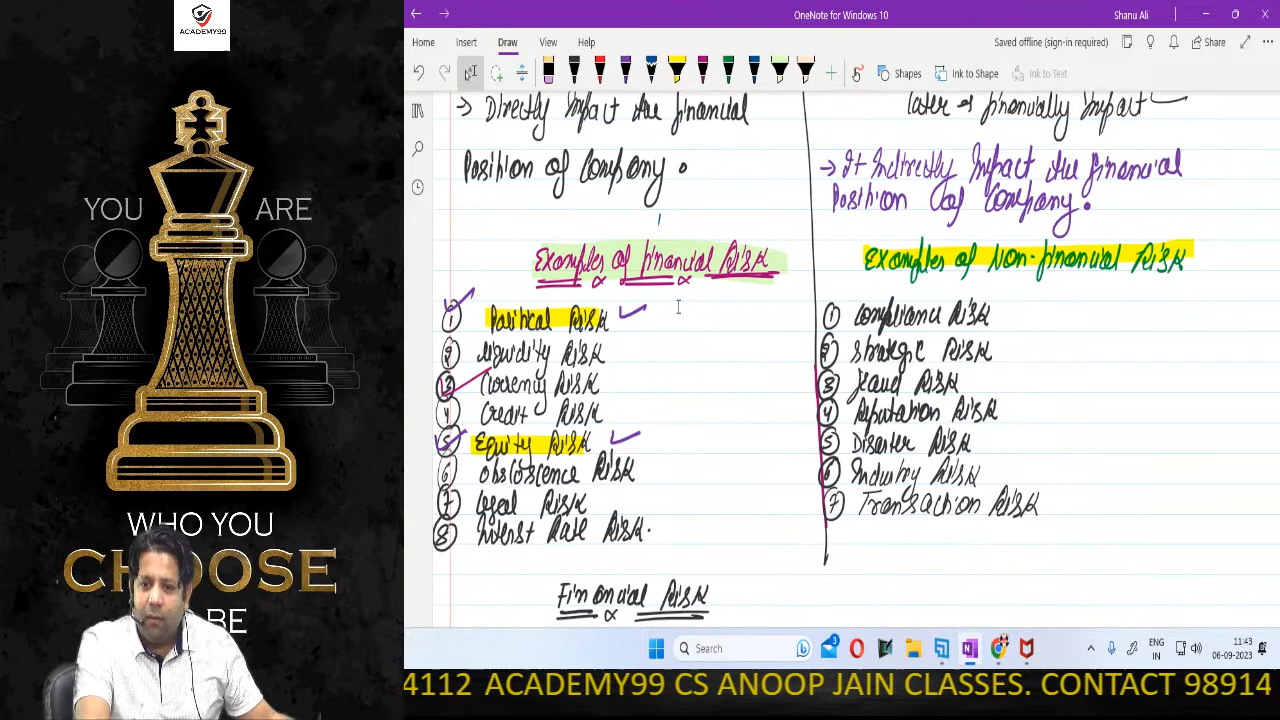 ACADEMY99
YOU ARE
WHO YOU
CHOOSE
BE
OneNote for Windows 10
Shanu Ali
Home Insert Draw View Help
Saved offline (sign-in required)
Share
Shapes
Ink to Shape
Ink to Text
→ Directly impact the financial
Position of Company.
Examples of financial Risk
① Political Risk
② liquidity Risk
③ Currency Risk
④ Credit Risk
⑤ Equity Risk
⑥ Risk
⑦ legal Risk
⑧ Interest Rate Risk.
Financial Risk
later financially impact
→ It Indirectly Impact the financial
Position of Company.
Examples of Non-financial Risk
① Compliance Risk
② Strategic Risk
③ Fraud Risk
④ Reputation Risk
⑤ Disaster Risk
⑥ Industry Risk
⑦ Transaction Risk
Search
3
ENG
IN
11:43
06-09-2023
4112 ACADEMY99 CS ANOOP JAIN CLASSES. CONTACT 98914